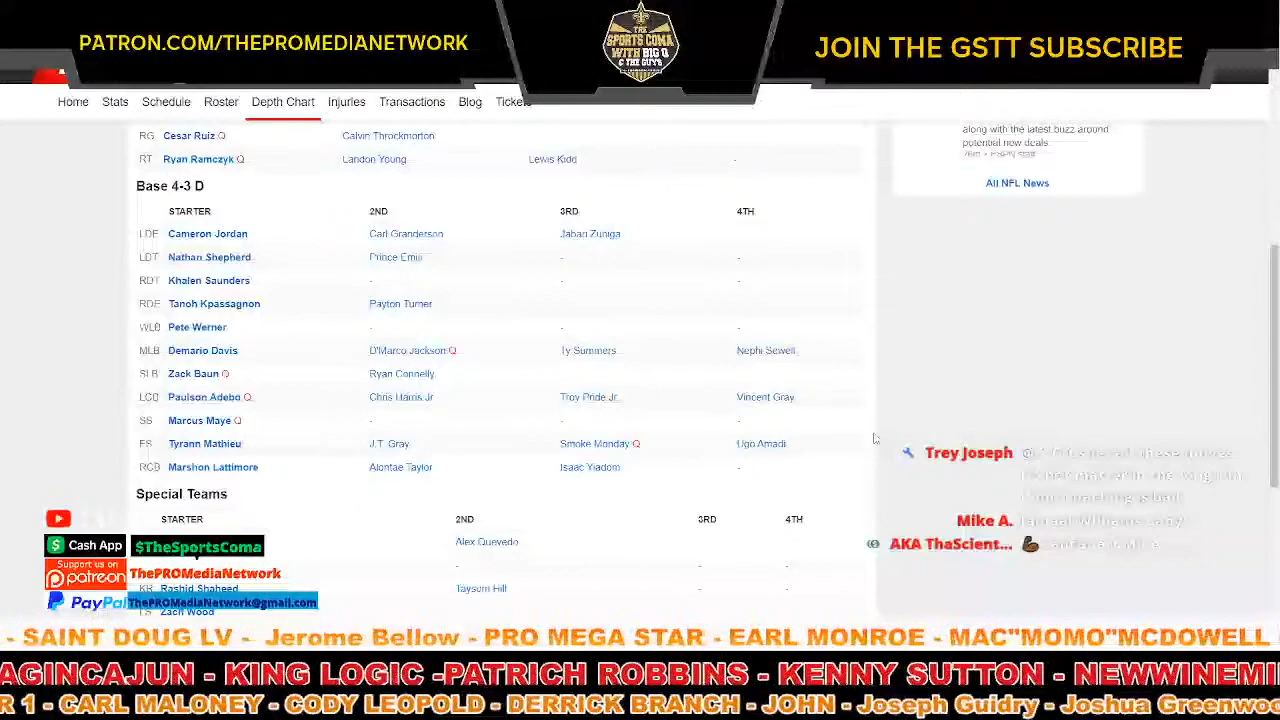 PATRON.COM/THEPROMEDIANETWORK
THE
SPORTS COMA
WITH BIG Q
& THE GUYS
JOIN THE GSTT SUBSCRIBE
Home Stats Schedule Roster Depth Chart Injuries Transactions Blog Tickets
RG Cesar Ruiz Q Calvin Throckmorton
RT Ryan Ramczyk Q Landon Young Lewis Kidd -
along with the latest buzz around
potential new deals.
All NFL News
Base 4-3 D
STARTER 2ND 3RD 4TH
LDE Cameron Jordan Carl Granderson Jabari Zuniga
LDT Nathan Shepherd Prince Emili - -
RDT Khalen Saunders - - -
RDE Tanoh Kpassagnon Payton Turner
WLB Pete Werner - - -
MLB Demario Davis D'Marco Jackson Q Ty Summers Nephi Sewell
SLB Zack Baun Q Ryan Connelly
LCB Paulson Adebo Q Chris Harris Jr. Troy Pride Jr. Vincent Gray
SS Marcus Maye Q - - -
FS Tyrann Mathieu J.T. Gray Smoke Monday Q Ugo Amadi
RCB Marshon Lattimore Alontae Taylor Isaac Yiadom -
Special Teams
STARTER 2ND 3RD 4TH
Alex Quevedo
- - -
KR Rashid Shaheed Taysom Hill - -
LS Zach Wood
Trey Joseph
Mike A.
AKA ThaScient...
$ Cash App $TheSportsComa
Support us on
patreon ThePROMediaNetwork
PayPal ThePROMediaNetwork@gmail.com
- SAINT DOUG LV - Jerome Bellow - PRO MEGA STAR - EARL MONROE - MAC"MOMO"MCDOWELL
AGINCAJUN - KING LOGIC -PATRICH ROBBINS - KENNY SUTTON - NEWWINEMI
R 1 - CARL MALONEY - CODY LEOPOLD - DERRICK BRANCH - JOHN - Joseph Guidry - Joshua Greenwoo